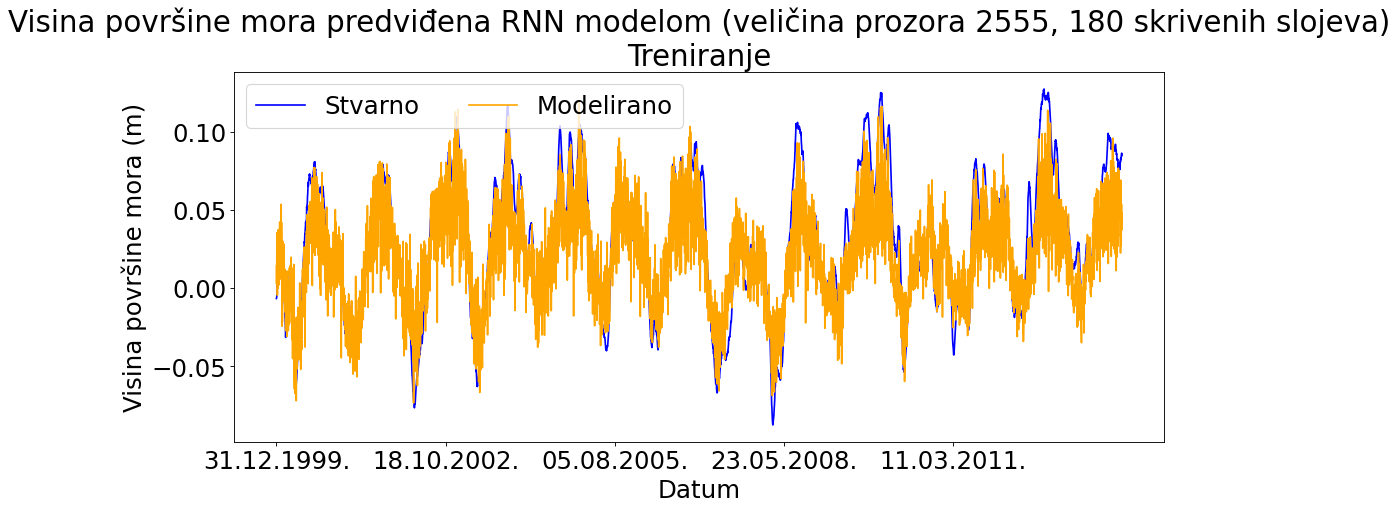 Visina površine mora predviđena RNN modelom (veličina prozora 2555, 180 skrivenih slojeva)
Treniranje
Stvarno Modelirano
Visina površine mora (m)
0.10
0.05
0.00
−0.05
31.12.1999. 18.10.2002. 05.08.2005. 23.05.2008. 11.03.2011.
Datum